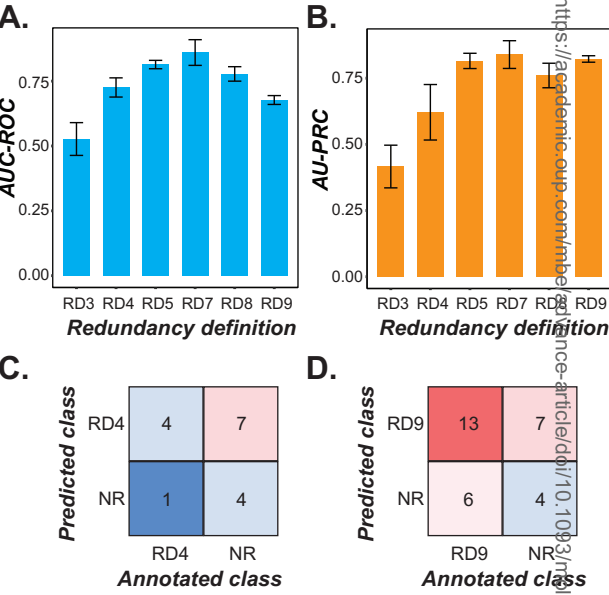 A.
AUC-ROC
0.75
0.50
0.25
0.00
RD3 RD4 RD5 RD7 RD8 RD9
Redundancy definition
B.
AU-PRC
0.75
0.50
0.25
0.00
RD3 RD4 RD5 RD7 RD8 RD9
Redundancy definition
C.
Predicted class
RD4 4 7
NR 1 4
RD4 NR
Annotated class
D.
Predicted class
RD9 13 7
NR 6 4
RD9 NR
Annotated class
https://academic.oup.com/mbe/advance-article/doi/10.1093/mol